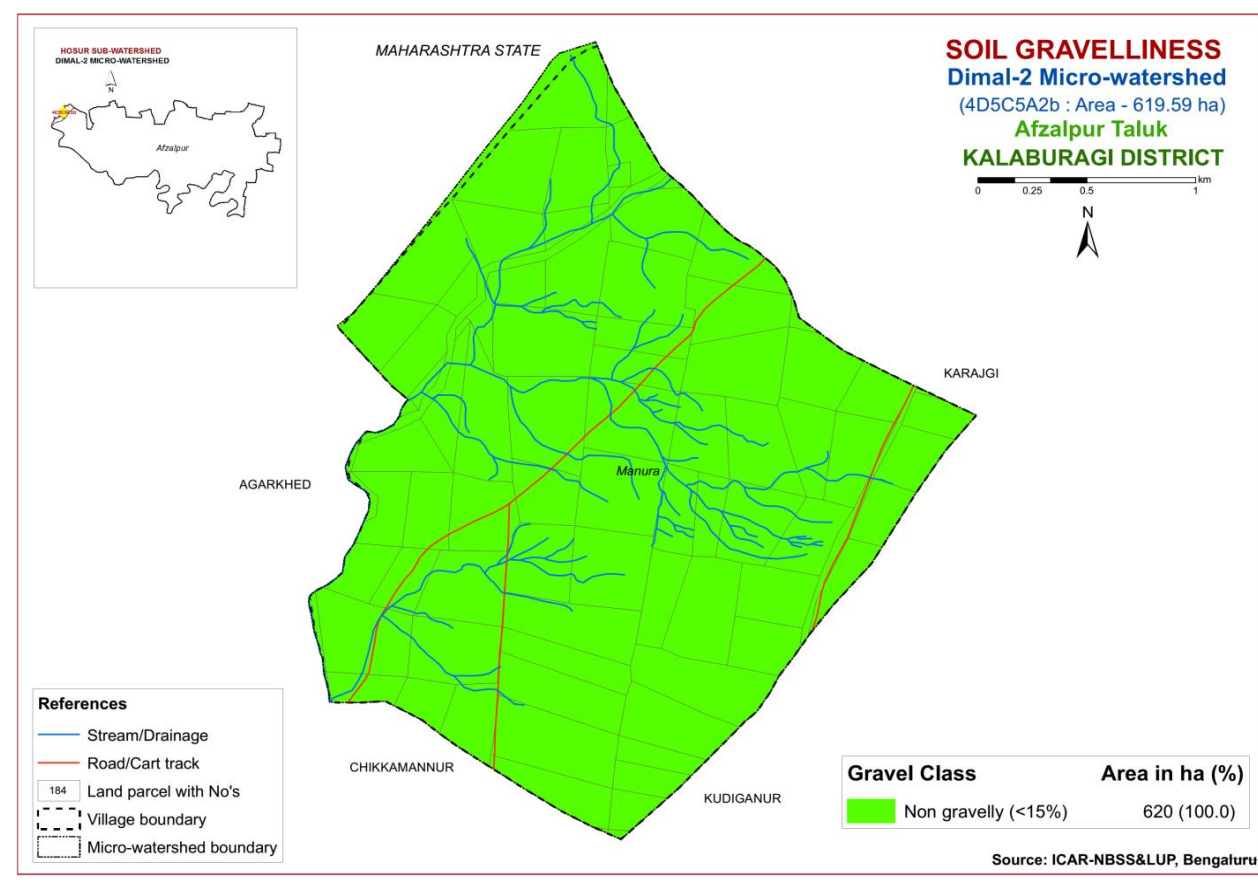 HOSUR SUB-WATERSHED
DIMAL-2 MICRO-WATERSHED
N
Afzalpur
MAHARASHTRA STATE
SOIL GRAVELLINESS
Dimal-2 Micro-watershed
(4D5C5A2b : Area - 619.59 ha)
Afzalpur Taluk
KALABURAGI DISTRICT
km
0 0.25 0.5 1
N
KARAJGI
Manura
AGARKHED
CHIKKAMANNUR
KUDIGANUR
References
Stream/Drainage
Road/Cart track
184 Land parcel with No's
Village boundary
Micro-watershed boundary
Gravel Class Area in ha (%)
Non gravelly (<15%) 620 (100.0)
Source: ICAR-NBSS&LUP, Bengaluru